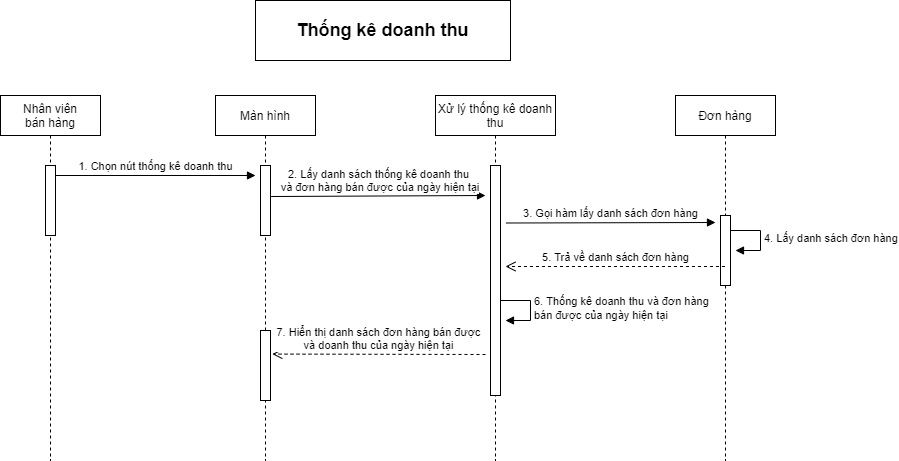 Thống kê doanh thu
Nhân viên
bán hàng
Màn hình
Xử lý thống kê doanh
thu
Đơn hàng
1. Chọn nút thống kê doanh thu
2. Lấy danh sách thống kê doanh thu
và đơn hàng bán được của ngày hiện tại
3. Gọi hàm lấy danh sách đơn hàng
4. Lấy danh sách đơn hàng
5. Trả về danh sách đơn hàng
6. Thống kê doanh thu và đơn hàng
bán được của ngày hiện tại
7. Hiển thị danh sách đơn hàng bán được
và doanh thu của ngày hiện tại